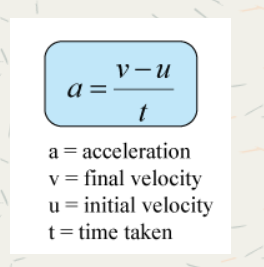 a = v − u / t
a = acceleration
v = final velocity
u = initial velocity
t = time taken